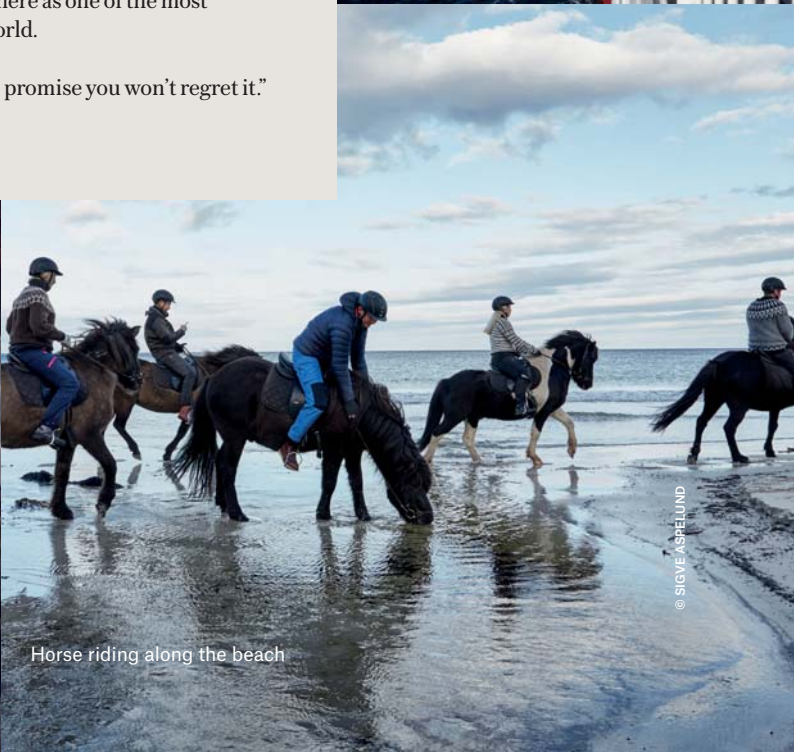 here as one of the most
orld.
promise you won’t regret it.”
© SIGVE ASPELUND
Horse riding along the beach